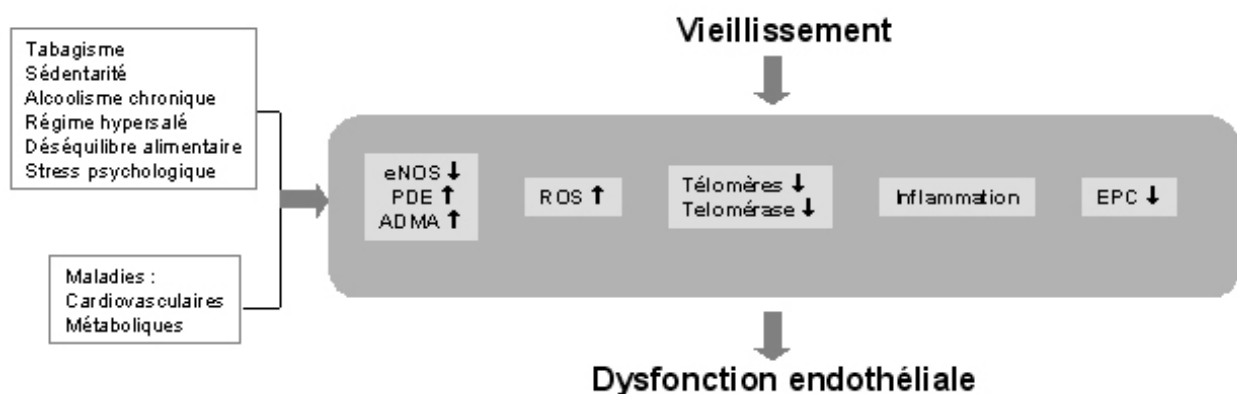 Vieillissement
Tabagisme
Sédentarité
Alcoolisme chronique
Régime hypersalé
Déséquilibre alimentaire
Stress psychologique
Maladies :
Cardiovasculaires
Métaboliques
eNOS ↓
PDE ↑
ADMA ↑
ROS ↑
Télomères ↓
Telomérase ↓
Inflammation
EPC ↓
Dysfonction endothéliale